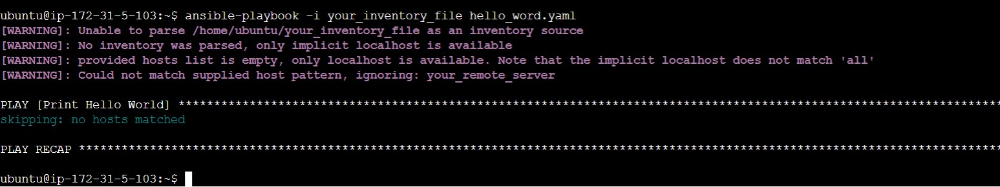 ubuntu@ip-172-31-5-103:~$ ansible-playbook -i your_inventory_file hello_word.yaml
[WARNING]: Unable to parse /home/ubuntu/your_inventory_file as an inventory source
[WARNING]: No inventory was parsed, only implicit localhost is available
[WARNING]: provided hosts list is empty, only localhost is available. Note that the implicit localhost does not match 'all'
[WARNING]: Could not match supplied host pattern, ignoring: your_remote_server
PLAY [Print Hello World] ********************************************************************************************************************
skipping: no hosts matched
PLAY RECAP **********************************************************************************************************************************
ubuntu@ip-172-31-5-103:~$